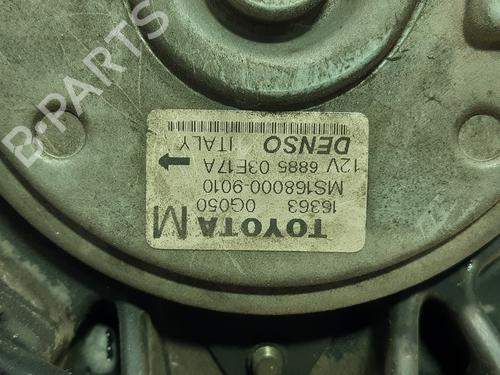 TOYOTA M
16363 0G050
MS168000-9010
12V 6885 03E17A
DENSO ITALY
B-PARTS